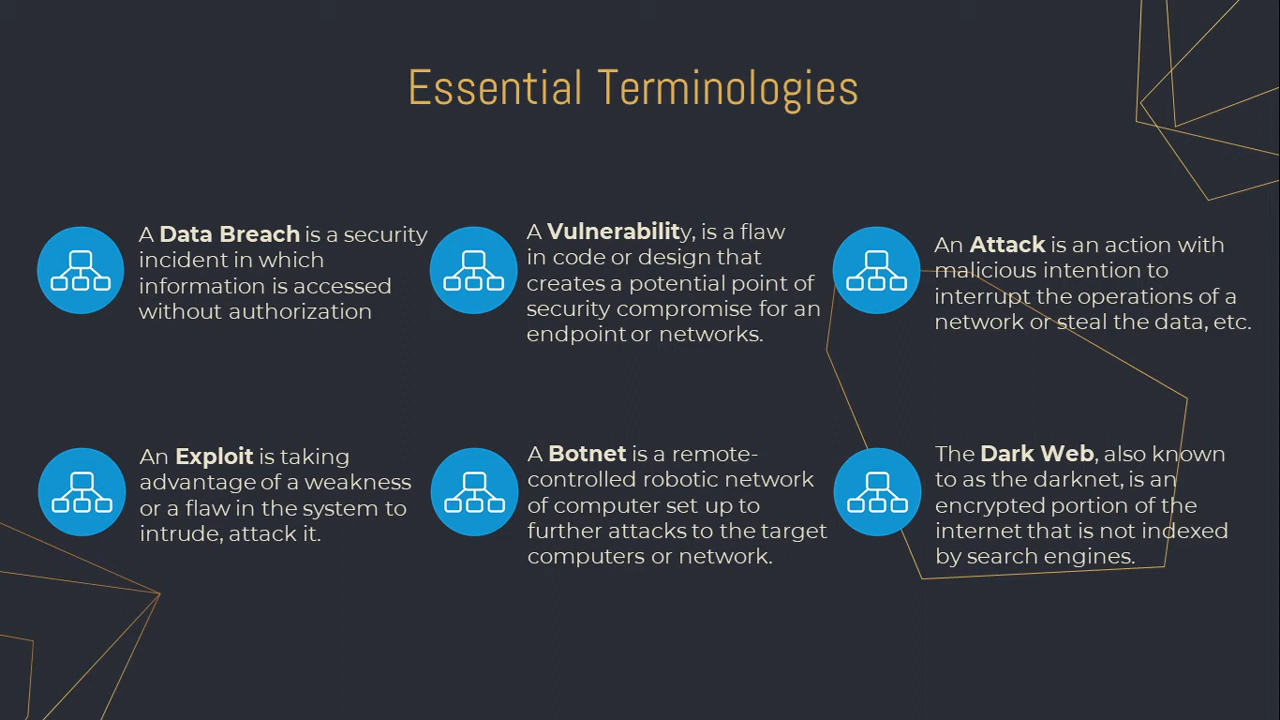 Essential Terminologies
A Data Breach is a security
incident in which
information is accessed
without authorization
A Vulnerability, is a flaw
in code or design that
creates a potential point of
security compromise for an
endpoint or networks.
An Attack is an action with
malicious intention to
interrupt the operations of a
network or steal the data, etc.
An Exploit is taking
advantage of a weakness
or a flaw in the system to
intrude, attack it.
A Botnet is a remote-
controlled robotic network
of computer set up to
further attacks to the target
computers or network.
The Dark Web, also known
to as the darknet, is an
encrypted portion of the
internet that is not indexed
by search engines.